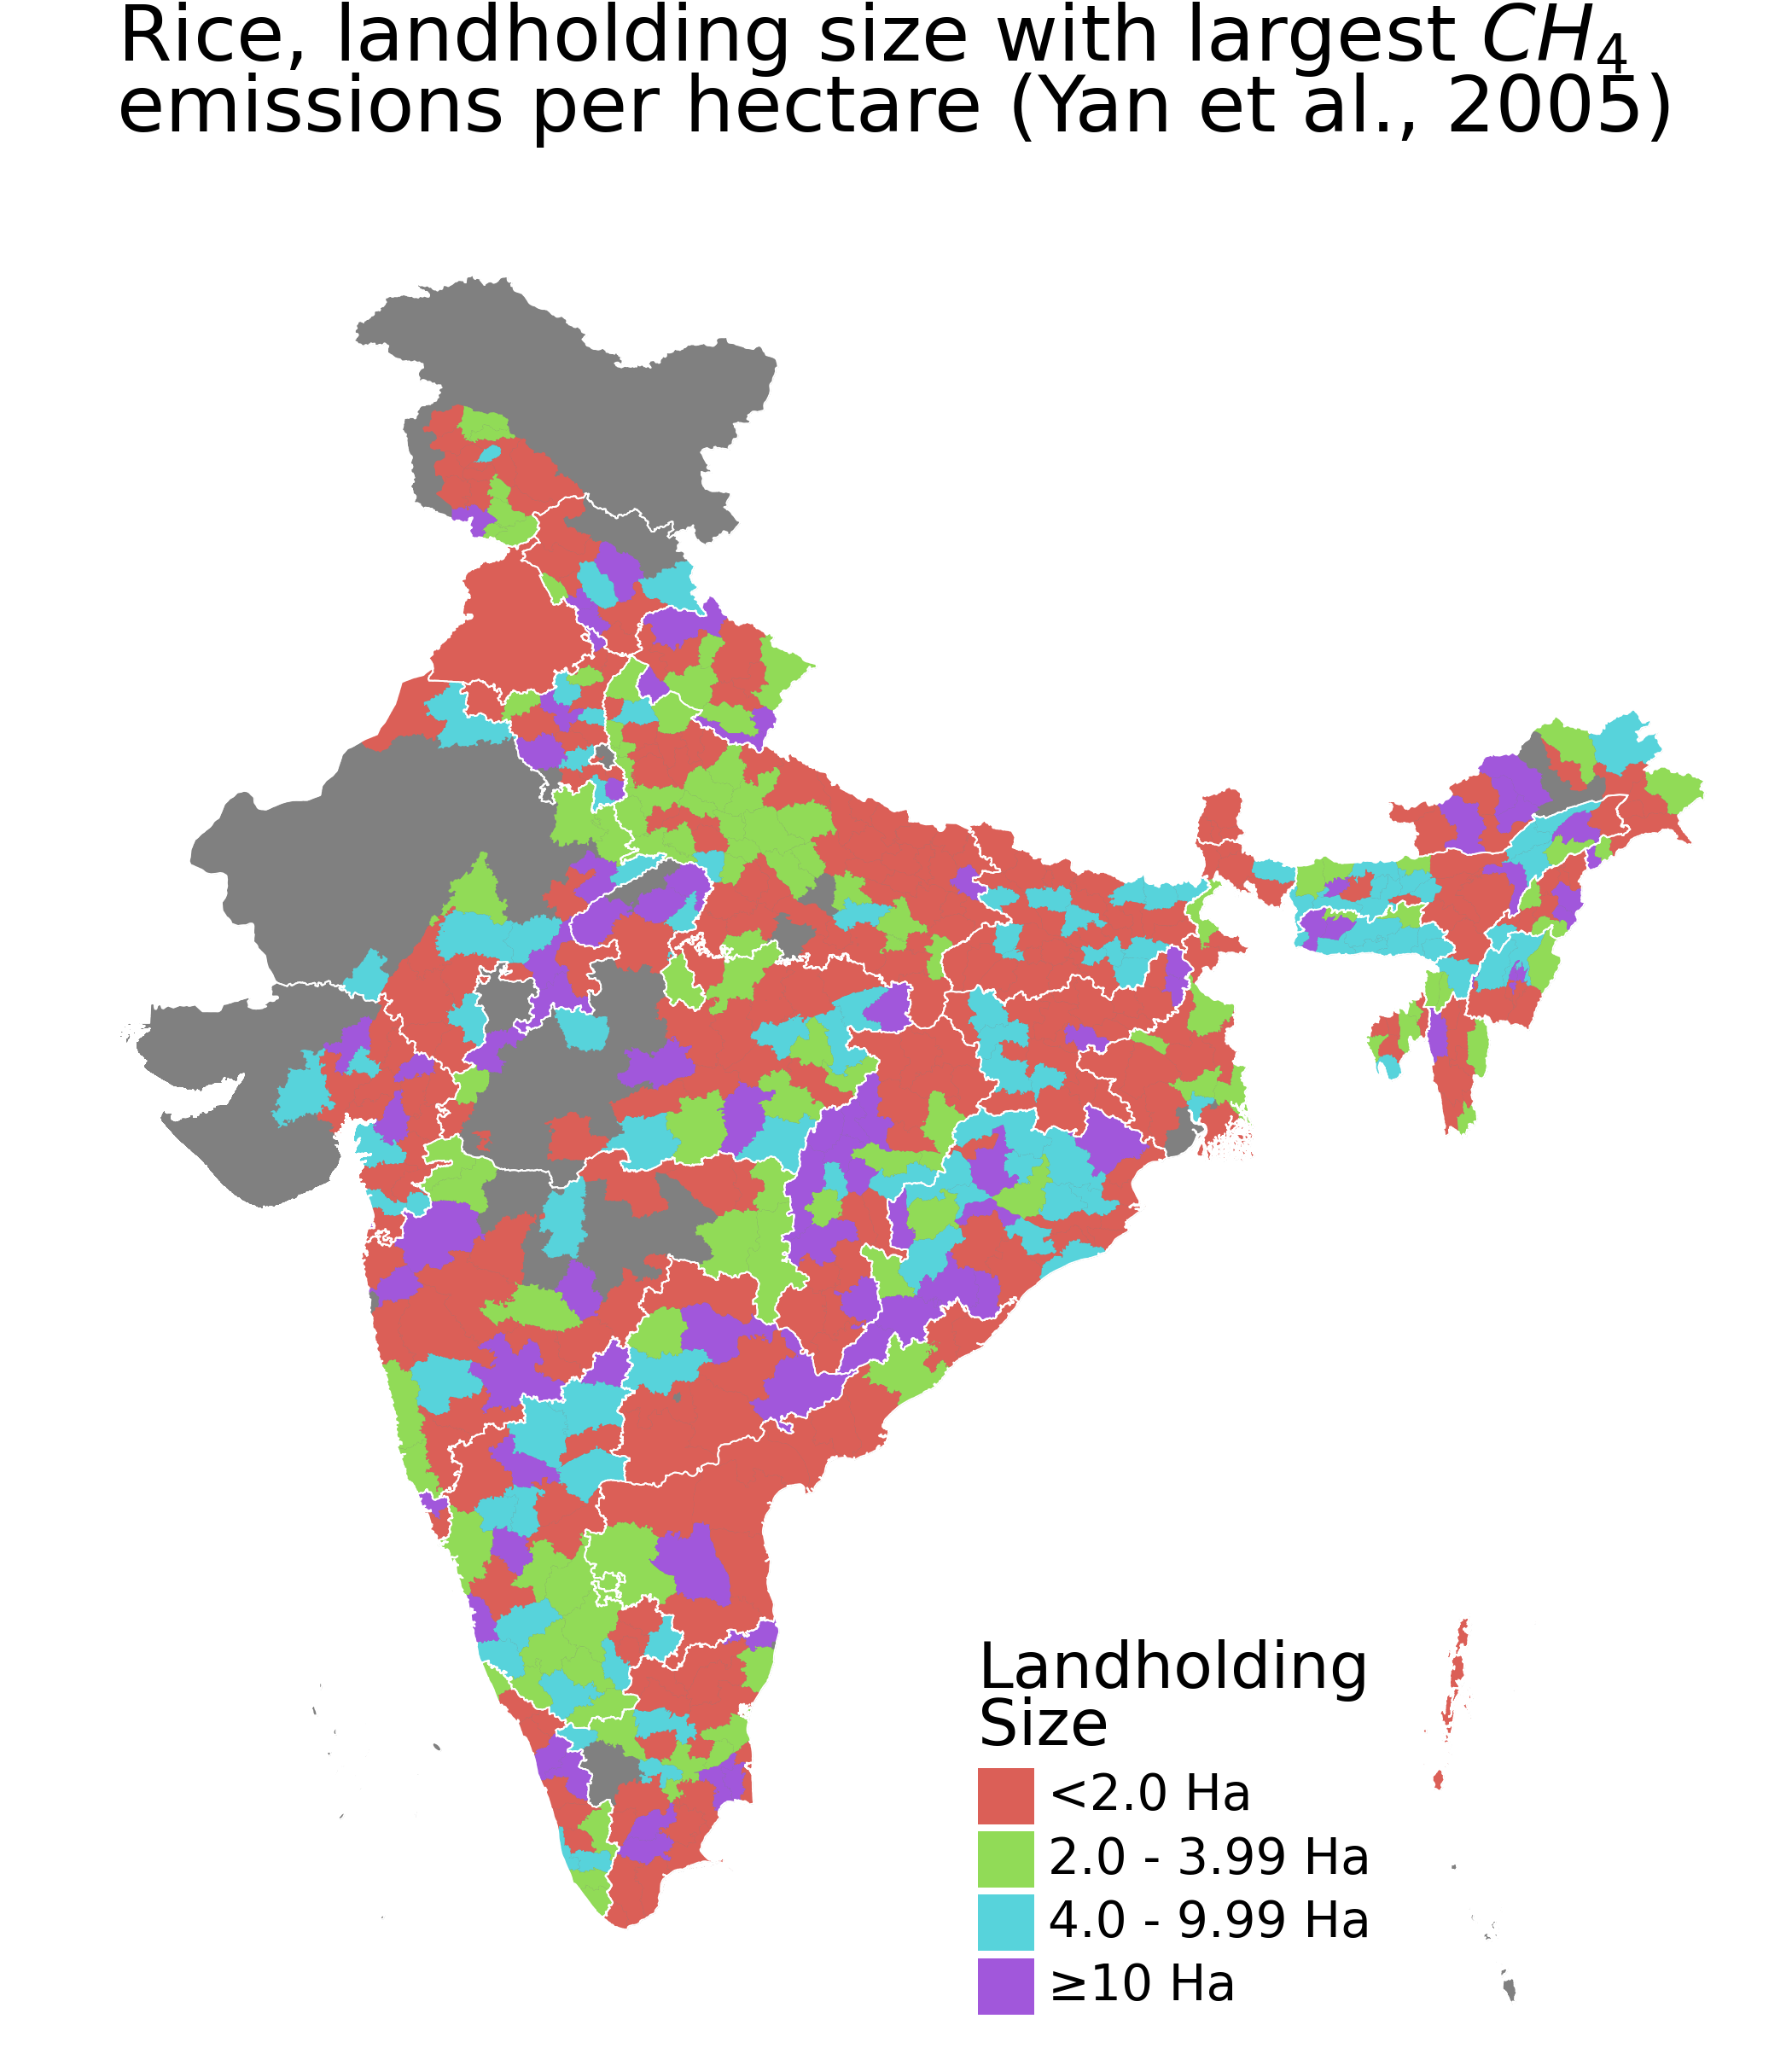 Rice, landholding size with largest CH₄
emissions per hectare (Yan et al., 2005)
Landholding
Size
<2.0 Ha
2.0 - 3.99 Ha
4.0 - 9.99 Ha
≥10 Ha